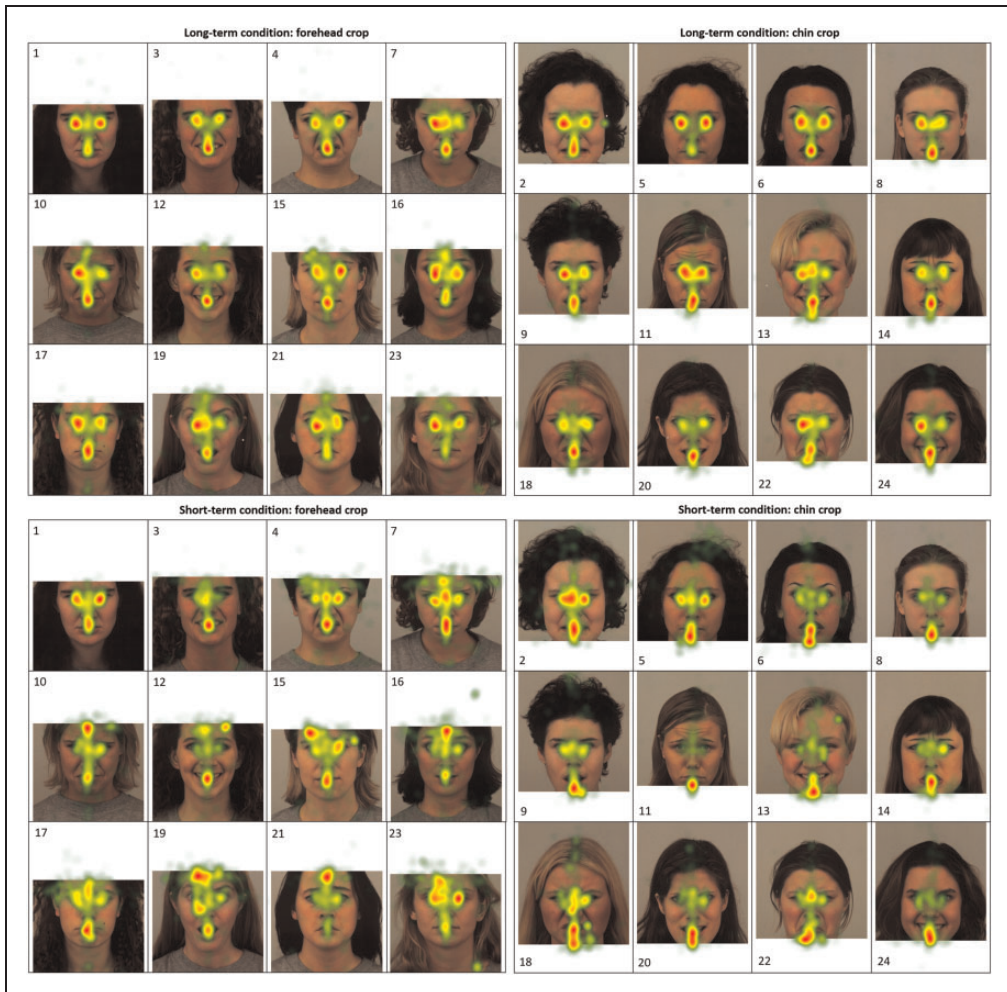 Long-term condition: forehead crop
Long-term condition: chin crop
1 3 4 7
2 5 6 8
10 12 15 16
9 11 13 14
17 19 21 23
18 20 22 24
Short-term condition: forehead crop
Short-term condition: chin crop
1 3 4 7
2 5 6 8
10 12 15 16
9 11 13 14
17 19 21 23
18 20 22 24